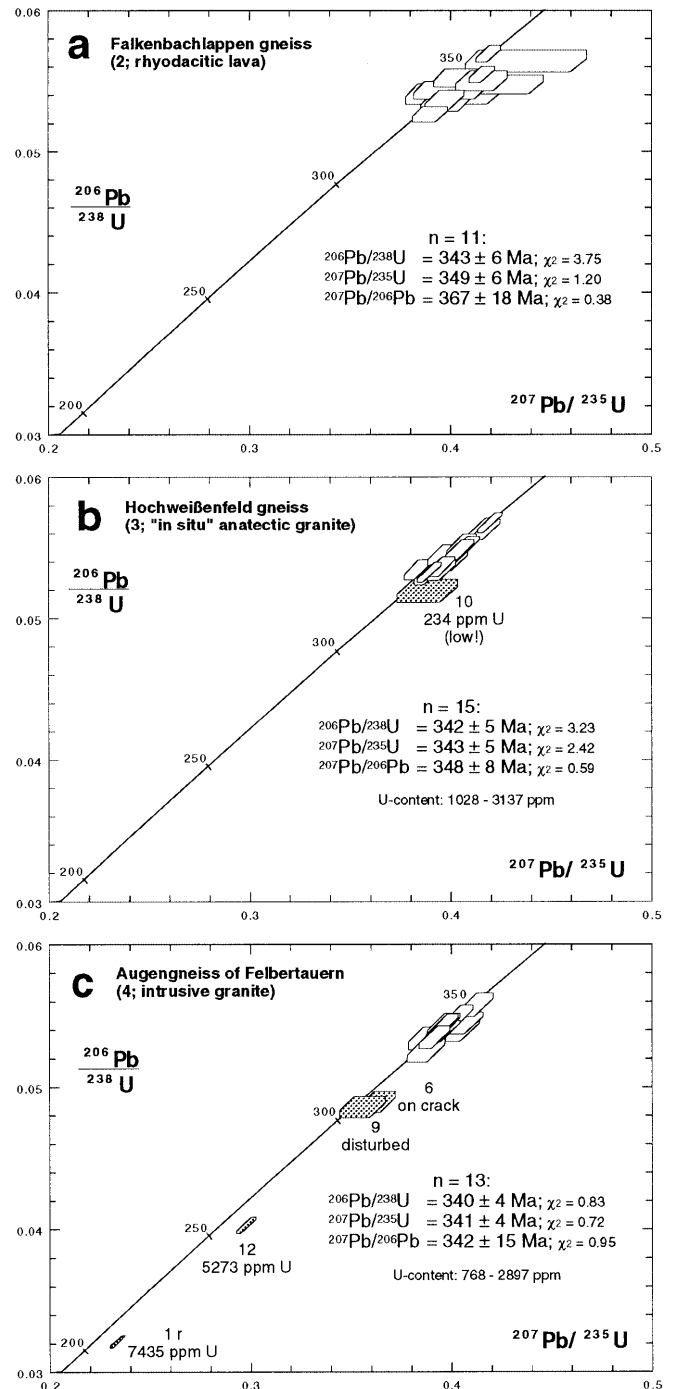 0.06
a
Falkenbachlappen gneiss
(2; rhyodacitic lava)
350
0.05
300
206Pb
238U
n = 11:
206Pb/238U = 343 ± 6 Ma; χ2 = 3.75
207Pb/235U = 349 ± 6 Ma; χ2 = 1.20
207Pb/206Pb = 367 ± 18 Ma; χ2 = 0.38
250
0.04
200
207Pb/ 235U
0.03
0.2 0.3 0.4 0.5
0.06
b
Hochweißenfeld gneiss
(3; "in situ" anatectic granite)
206Pb
238U
10
234 ppm U
(low!)
0.05
300
n = 15:
206Pb/238U = 342 ± 5 Ma; χ2 = 3.23
207Pb/235U = 343 ± 5 Ma; χ2 = 2.42
207Pb/206Pb = 348 ± 8 Ma; χ2 = 0.59
250
0.04
U-content: 1028 - 3137 ppm
200
207Pb/ 235U
0.03
0.2 0.3 0.4 0.5
0.06
c
Augengneiss of Felbertauern
(4; intrusive granite)
350
206Pb
238U
0.05
6
on crack
300
9
disturbed
n = 13:
206Pb/238U = 340 ± 4 Ma; χ2 = 0.83
207Pb/235U = 341 ± 4 Ma; χ2 = 0.72
207Pb/206Pb = 342 ± 15 Ma; χ2 = 0.95
250
0.04
12
5273 ppm U
U-content: 768 - 2897 ppm
200
1 r
7435 ppm U
207Pb/ 235U
0.03
0.2 0.3 0.4 0.5